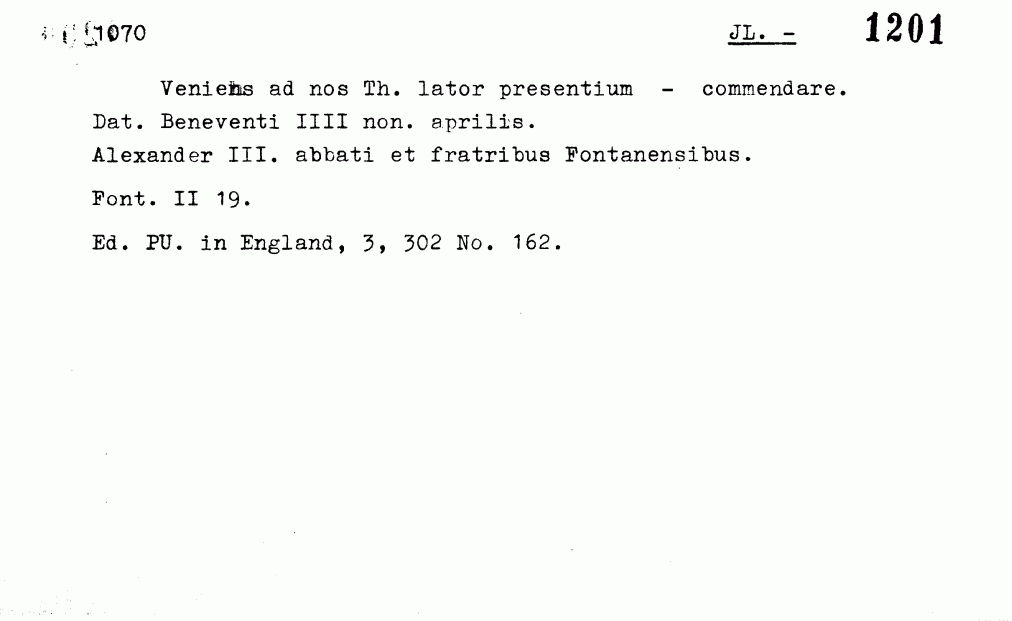 1070 JL. - 1201
Veniens ad nos Th. lator presentium - commendare.
Dat. Beneventi IIII non. aprilis.
Alexander III. abbati et fratribus Fontanensibus.
Font. II 19.
Ed. PU. in England, 3, 302 No. 162.